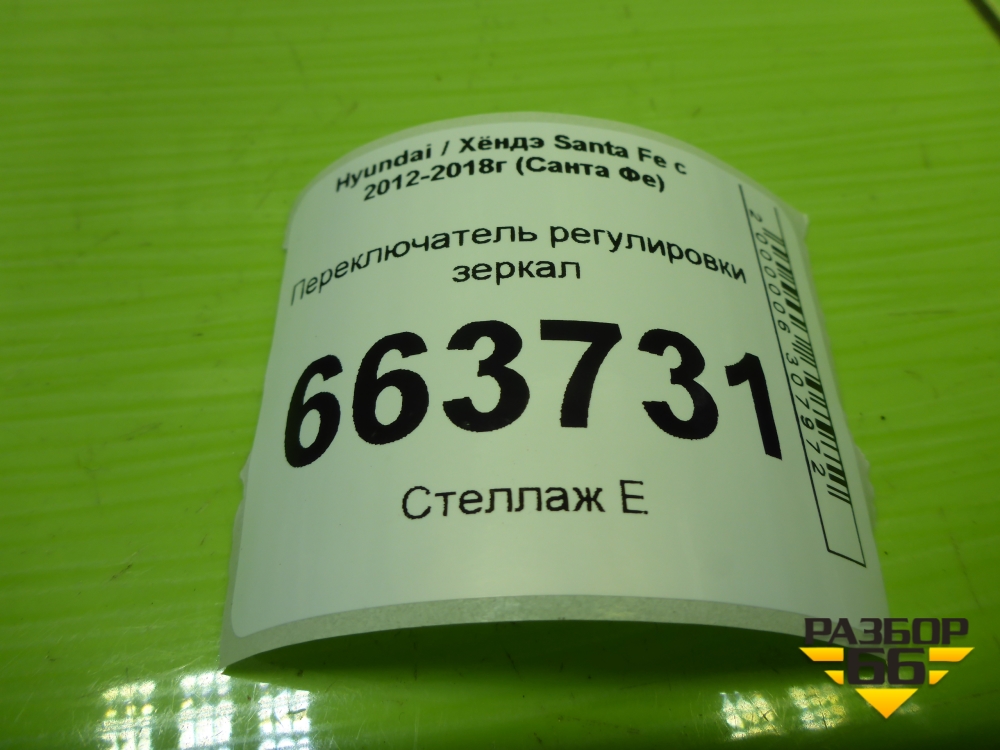 Hyundai / Хёндэ Santa Fe с
2012-2018г (Санта Фе)
Переключатель регулировки
зеркал
663731
Стеллаж Е
2000006307972
РАЗБОР
66